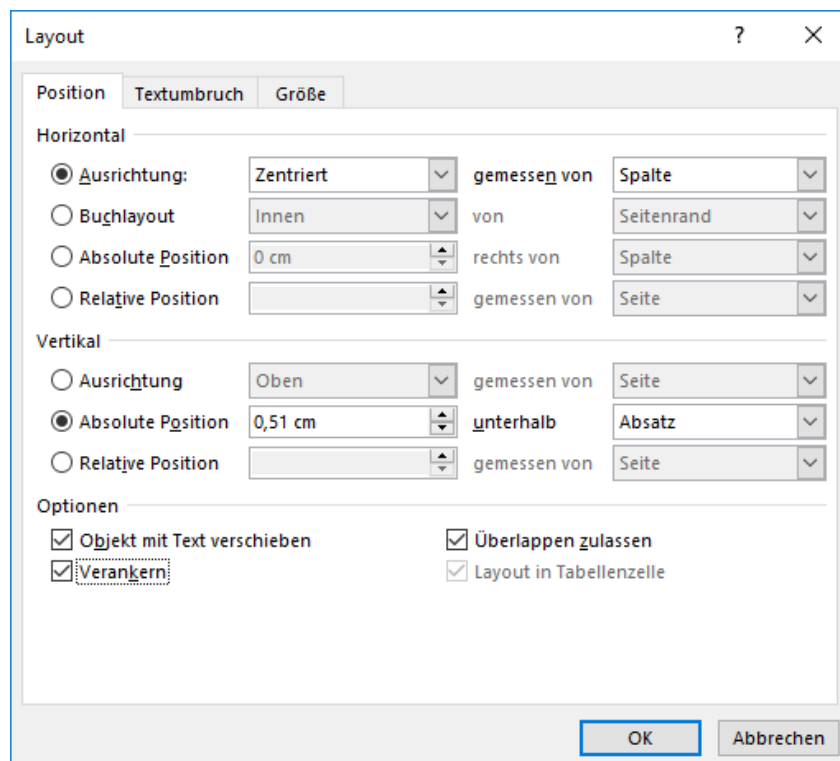 Layout ?
Position Textumbruch Größe
Horizontal
Ausrichtung: Zentriert gemessen von Spalte
Buchlayout Innen von Seitenrand
Absolute Position 0 cm rechts von Spalte
Relative Position gemessen von Seite
Vertikal
Ausrichtung Oben gemessen von Seite
Absolute Position 0,51 cm unterhalb Absatz
Relative Position gemessen von Seite
Optionen
Objekt mit Text verschieben Überlappen zulassen
Verankern Layout in Tabellenzelle
OK Abbrechen